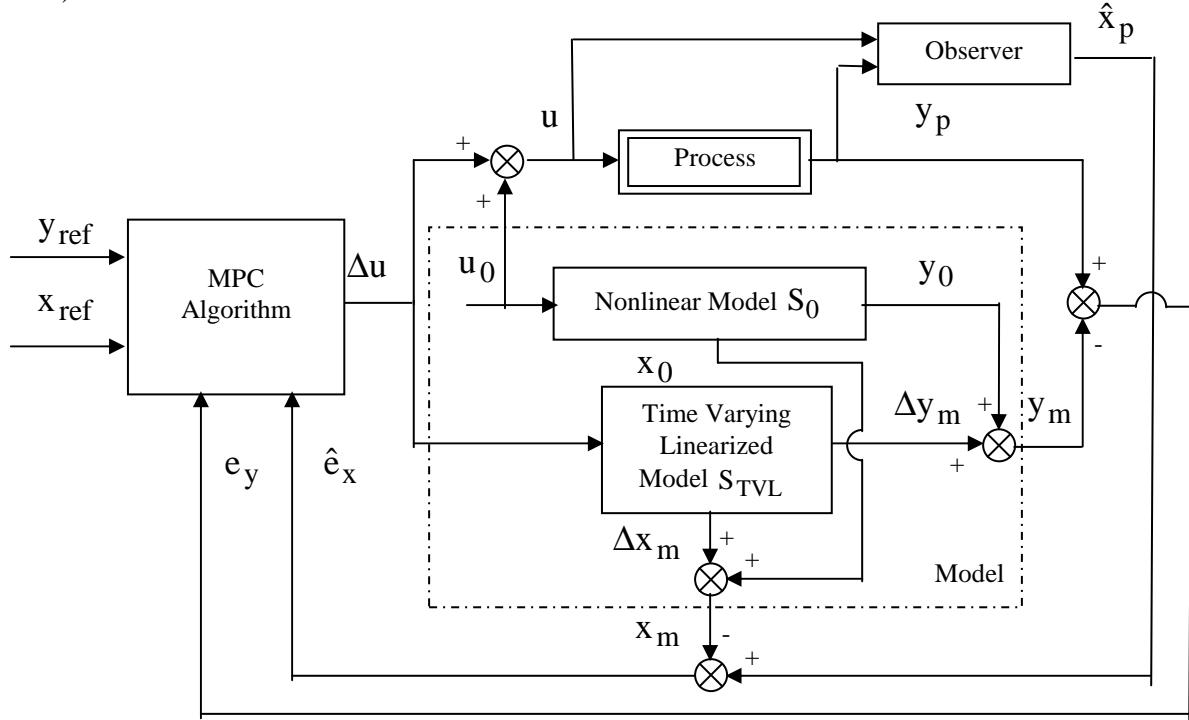 )
x̂p
Observer
u
yp
+
Process
+
yref
MPC
Algorithm
Δu
u0
y0
+
xref
Nonlinear Model S0
-
x0
Time Varying
Linearized
Model STVL
Δym
+
ym
+
ey
êx
Δxm
+
+
Model
xm
-
+